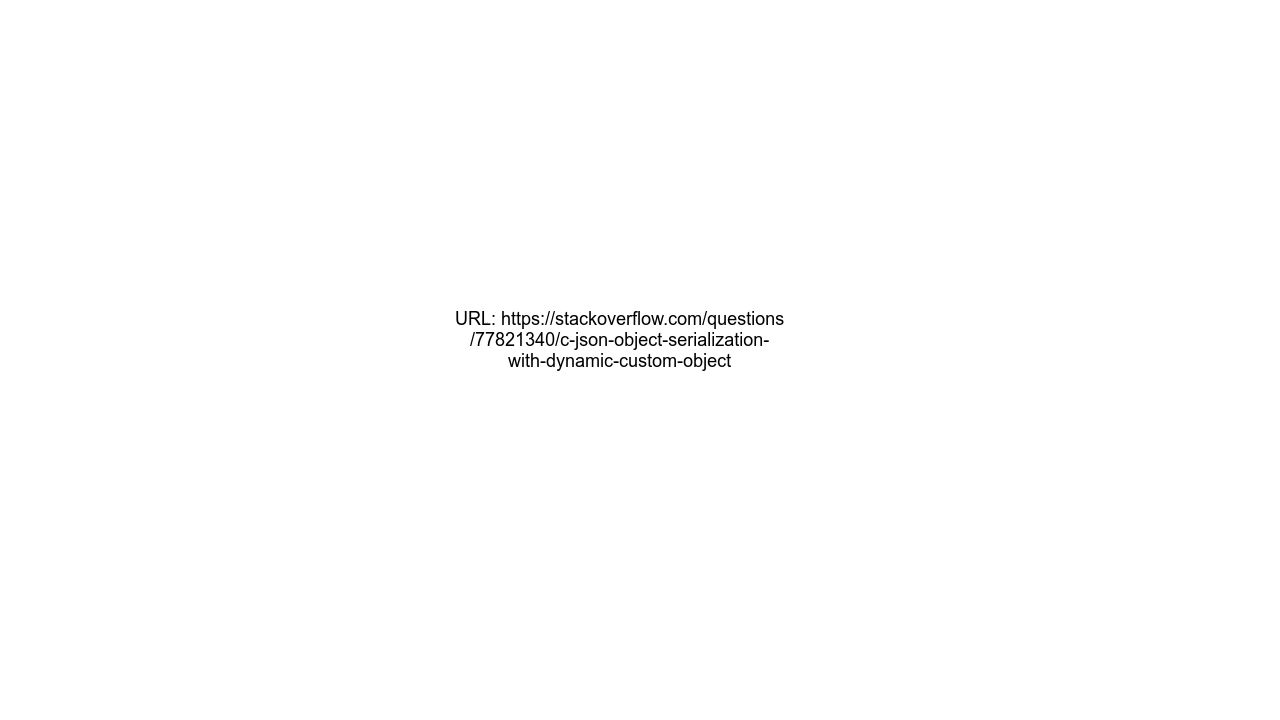 URL: https://stackoverflow.com/questions
/77821340/c-json-object-serialization-
with-dynamic-custom-object